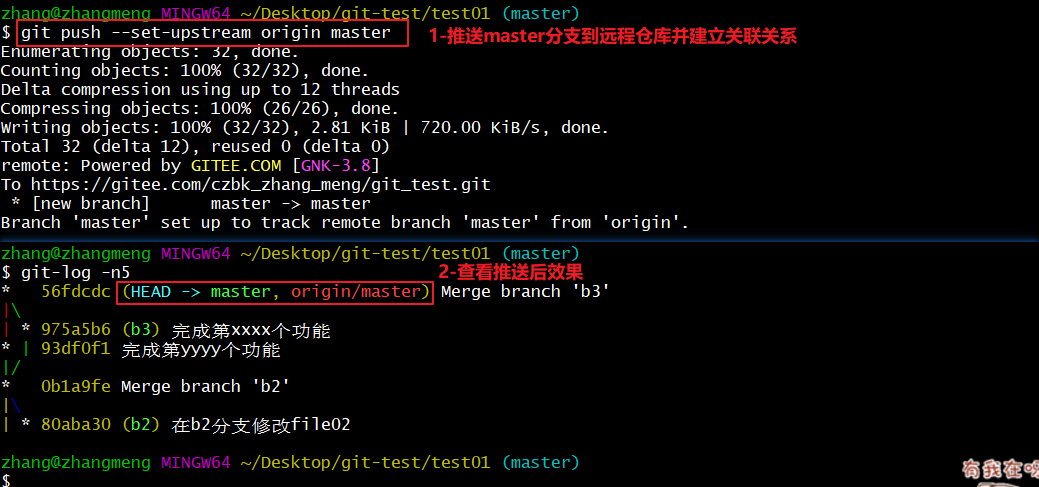 zhang@zhangmeng MINGW64 ~/Desktop/git-test/test01 (master)
$ git push --set-upstream origin master 1-推送master分支到远程仓库并建立关联关系
Enumerating objects: 32, done.
Counting objects: 100% (32/32), done.
Delta compression using up to 12 threads
Compressing objects: 100% (26/26), done.
Writing objects: 100% (32/32), 2.81 KiB | 720.00 KiB/s, done.
Total 32 (delta 12), reused 0 (delta 0)
remote: Powered by GITEE.COM [GNK-3.8]
To https://gitee.com/czbk_zhang_meng/git_test.git
 * [new branch]      master -> master
Branch 'master' set up to track remote branch 'master' from 'origin'.
zhang@zhangmeng MINGW64 ~/Desktop/git-test/test01 (master)
$ git-log -n5 2-查看推送后效果
*   56fdcdc (HEAD -> master, origin/master) Merge branch 'b3'
|\
| * 975a5b6 (b3) 完成第xxxx个功能
* | 93df0f1 完成第yyyy个功能
|/
*   0b1a9fe Merge branch 'b2'
|\
| * 80aba30 (b2) 在b2分支修改file02
zhang@zhangmeng MINGW64 ~/Desktop/git-test/test01 (master)
$
有我在呀